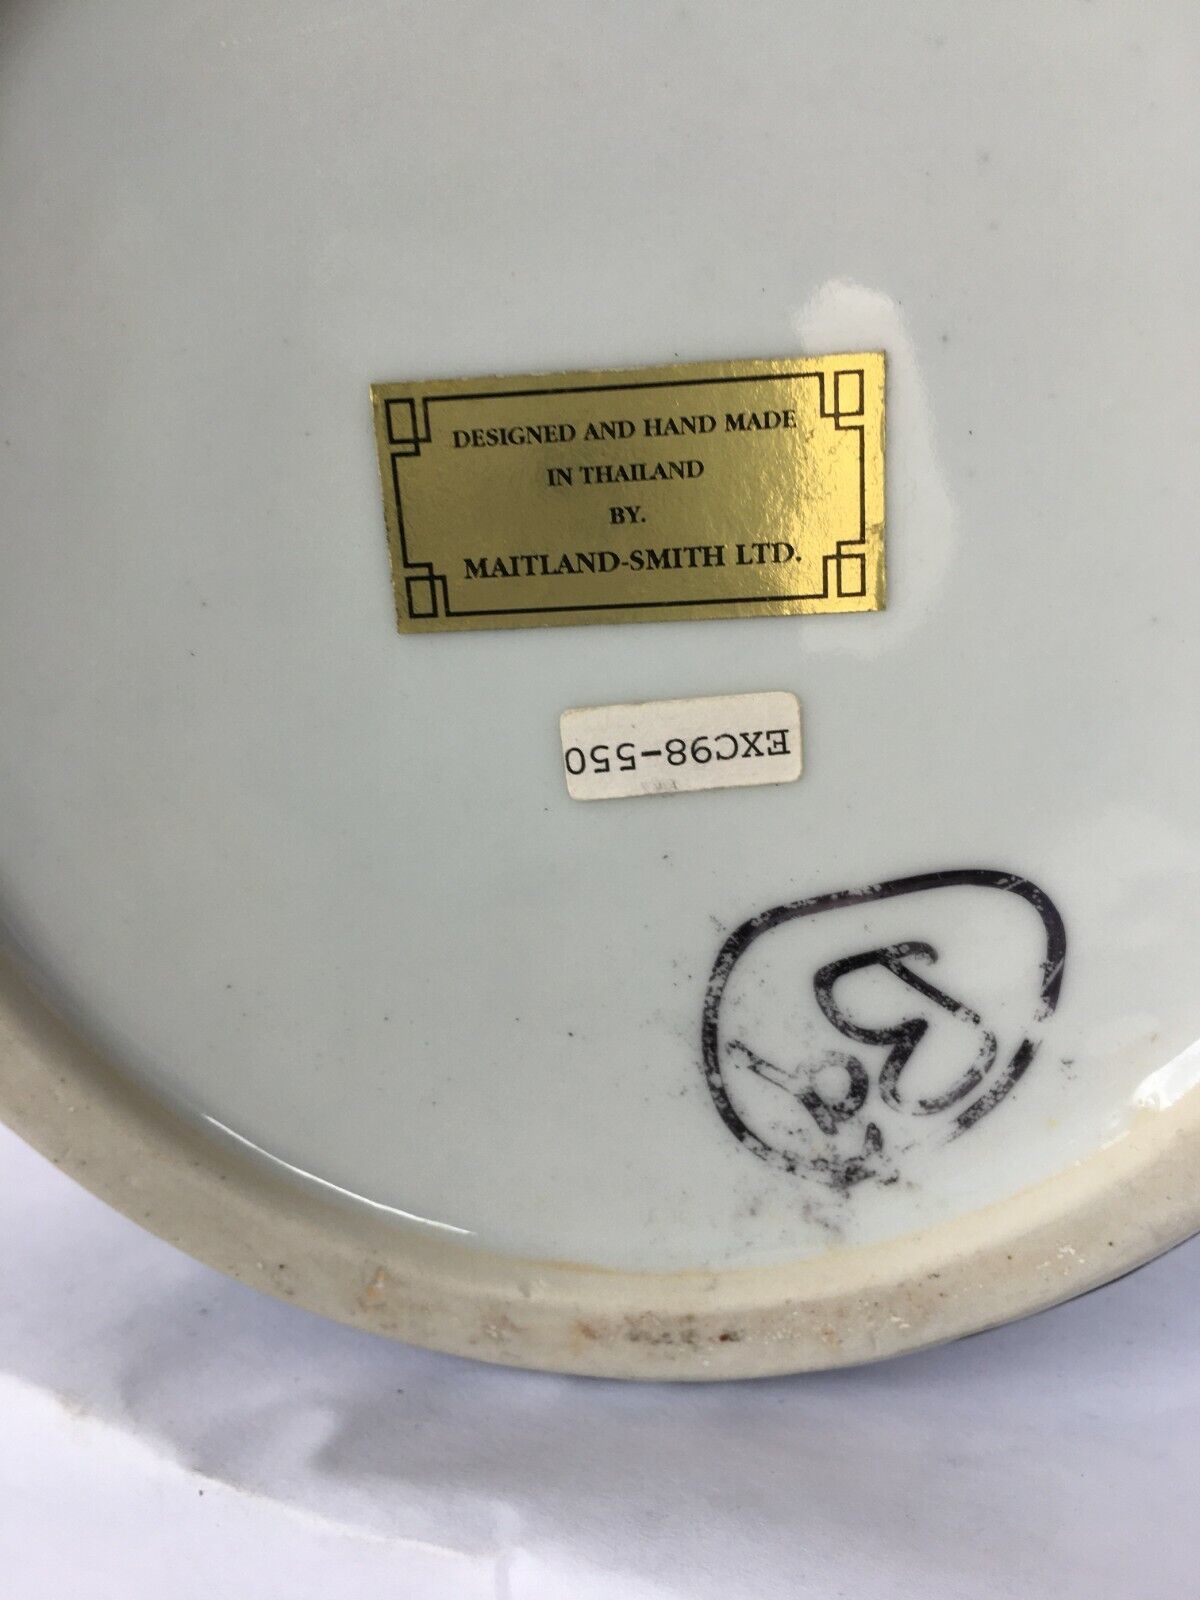 DESIGNED AND HAND MADE
IN THAILAND
BY.
MAITLAND-SMITH LTD.
EXC98-550